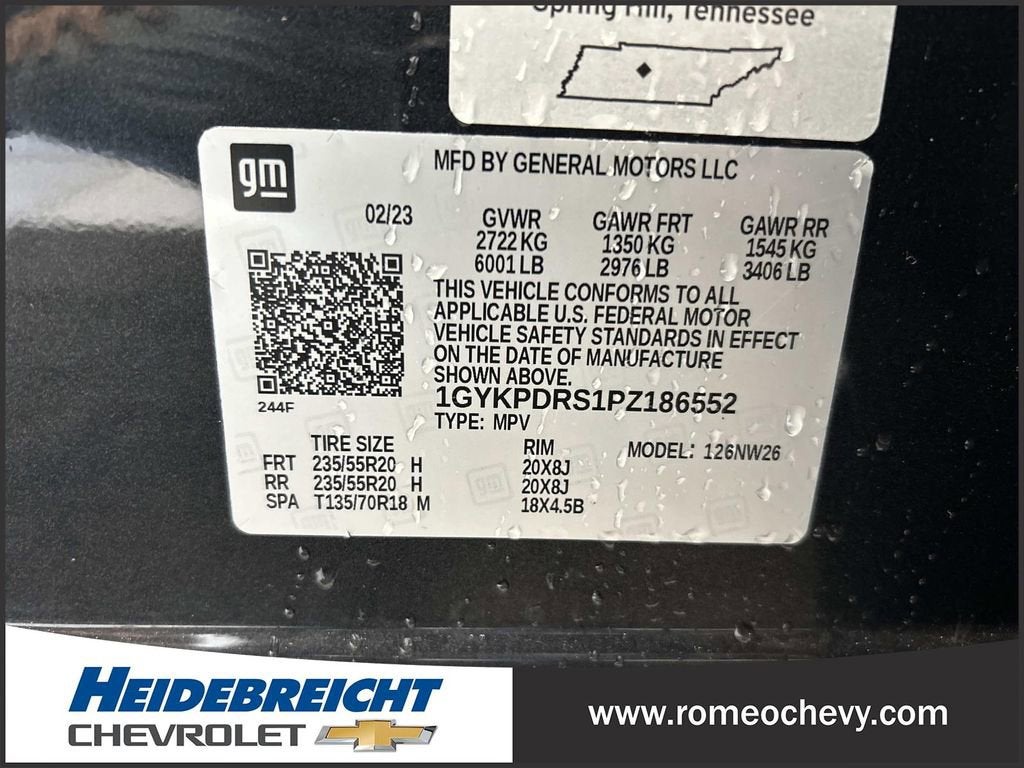 Spring Hill, Tennessee
gm
MFD BY GENERAL MOTORS LLC
02/23 GVWR GAWR FRT GAWR RR
2722 KG 1350 KG 1545 KG
6001 LB 2976 LB 3406 LB
THIS VEHICLE CONFORMS TO ALL
APPLICABLE U.S. FEDERAL MOTOR
VEHICLE SAFETY STANDARDS IN EFFECT
ON THE DATE OF MANUFACTURE
SHOWN ABOVE.
1GYKPDRS1PZ186552
244F
TYPE: MPV
TIRE SIZE RIM MODEL: 126NW26
FRT 235/55R20 H 20X8J
RR 235/55R20 H 20X8J
SPA T135/70R18 M 18X4.5B
HEIDEBREICHT
CHEVROLET
www.romeochevy.com